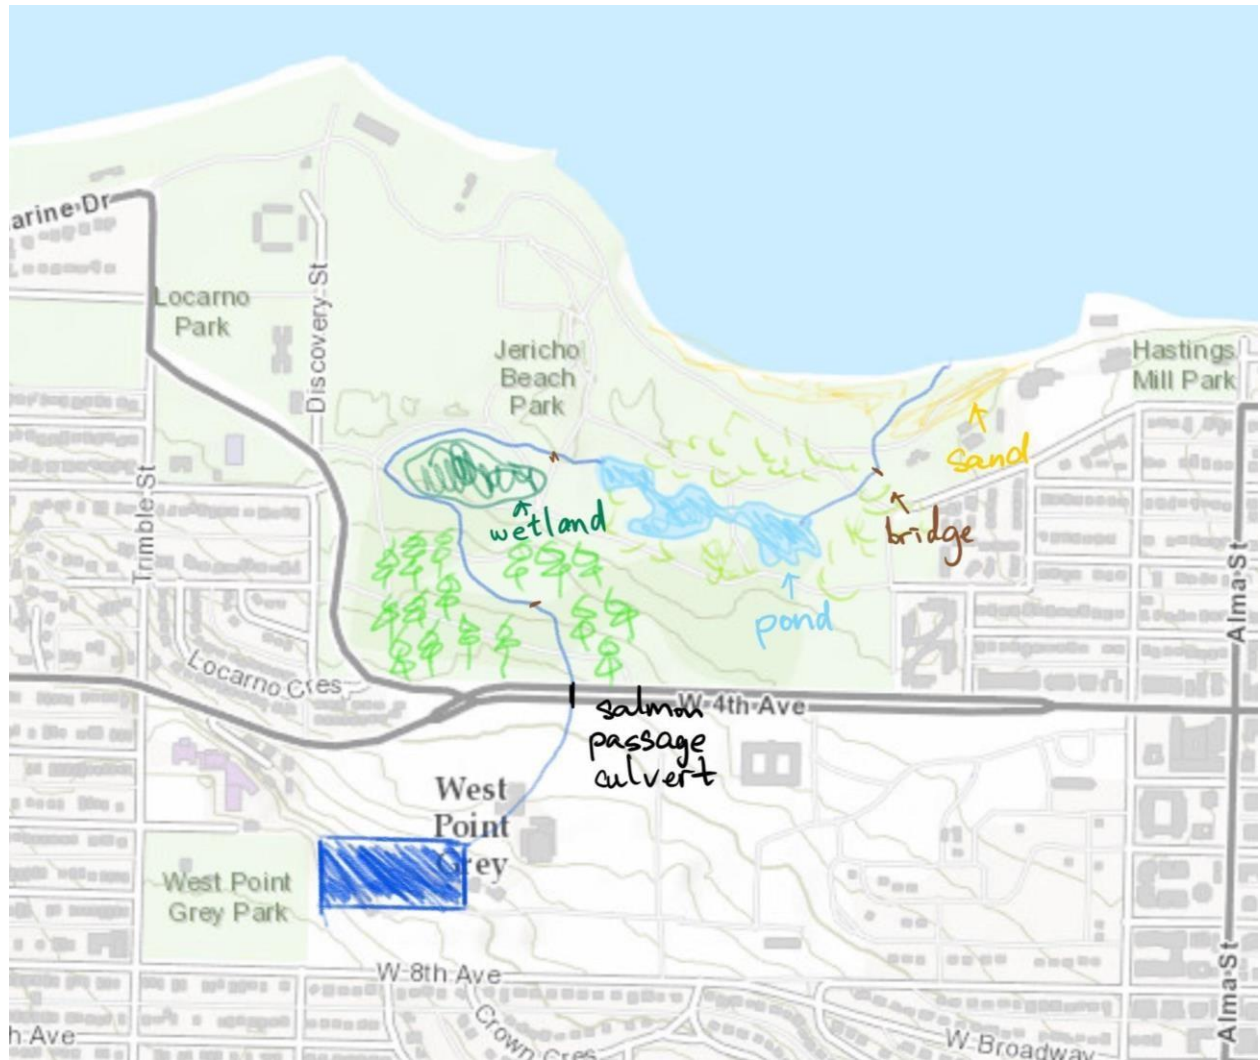 arine Dr
Locarno
Park
Discovery St
Jericho
Beach
Park
Hastings
Mill Park
sand
Trimble St
wetland
bridge
pond
Alma St
Locarno Cres
W 4th Ave
salmon
passage
culvert
West
Point
Grey
West Point
Grey Park
W 8th Ave
Alma St
h Ave
Crown Cres
W Broadway